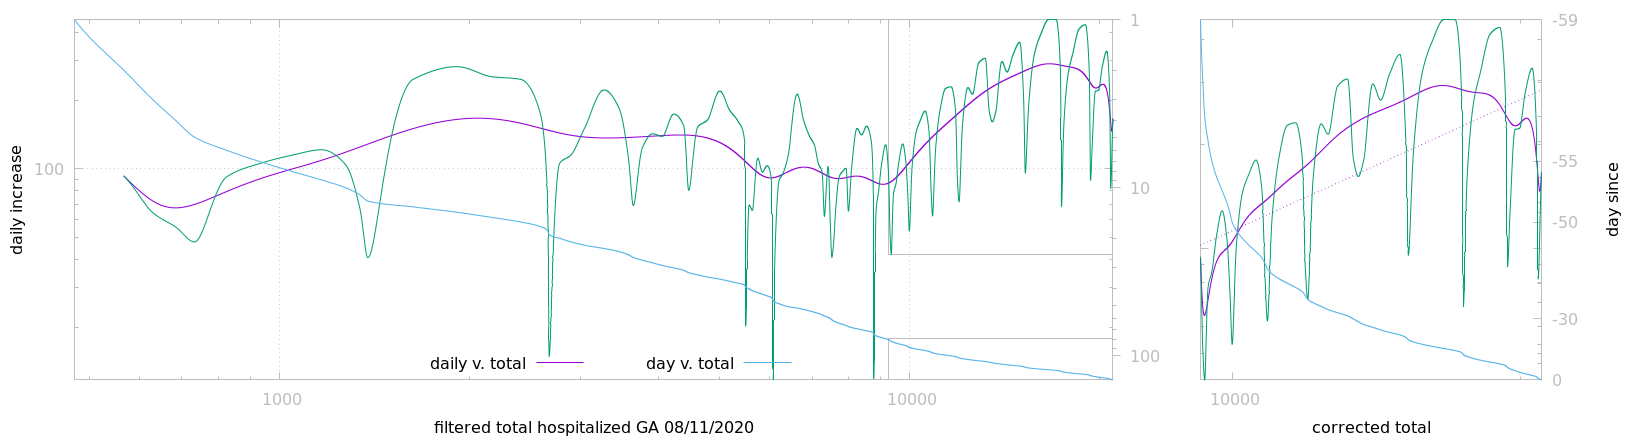 1
-59
daily increase
100
10
100
daily v. total
day v. total
1000
10000
filtered total hospitalized GA 08/11/2020
-55
-50
-30
0
day since
10000
corrected total